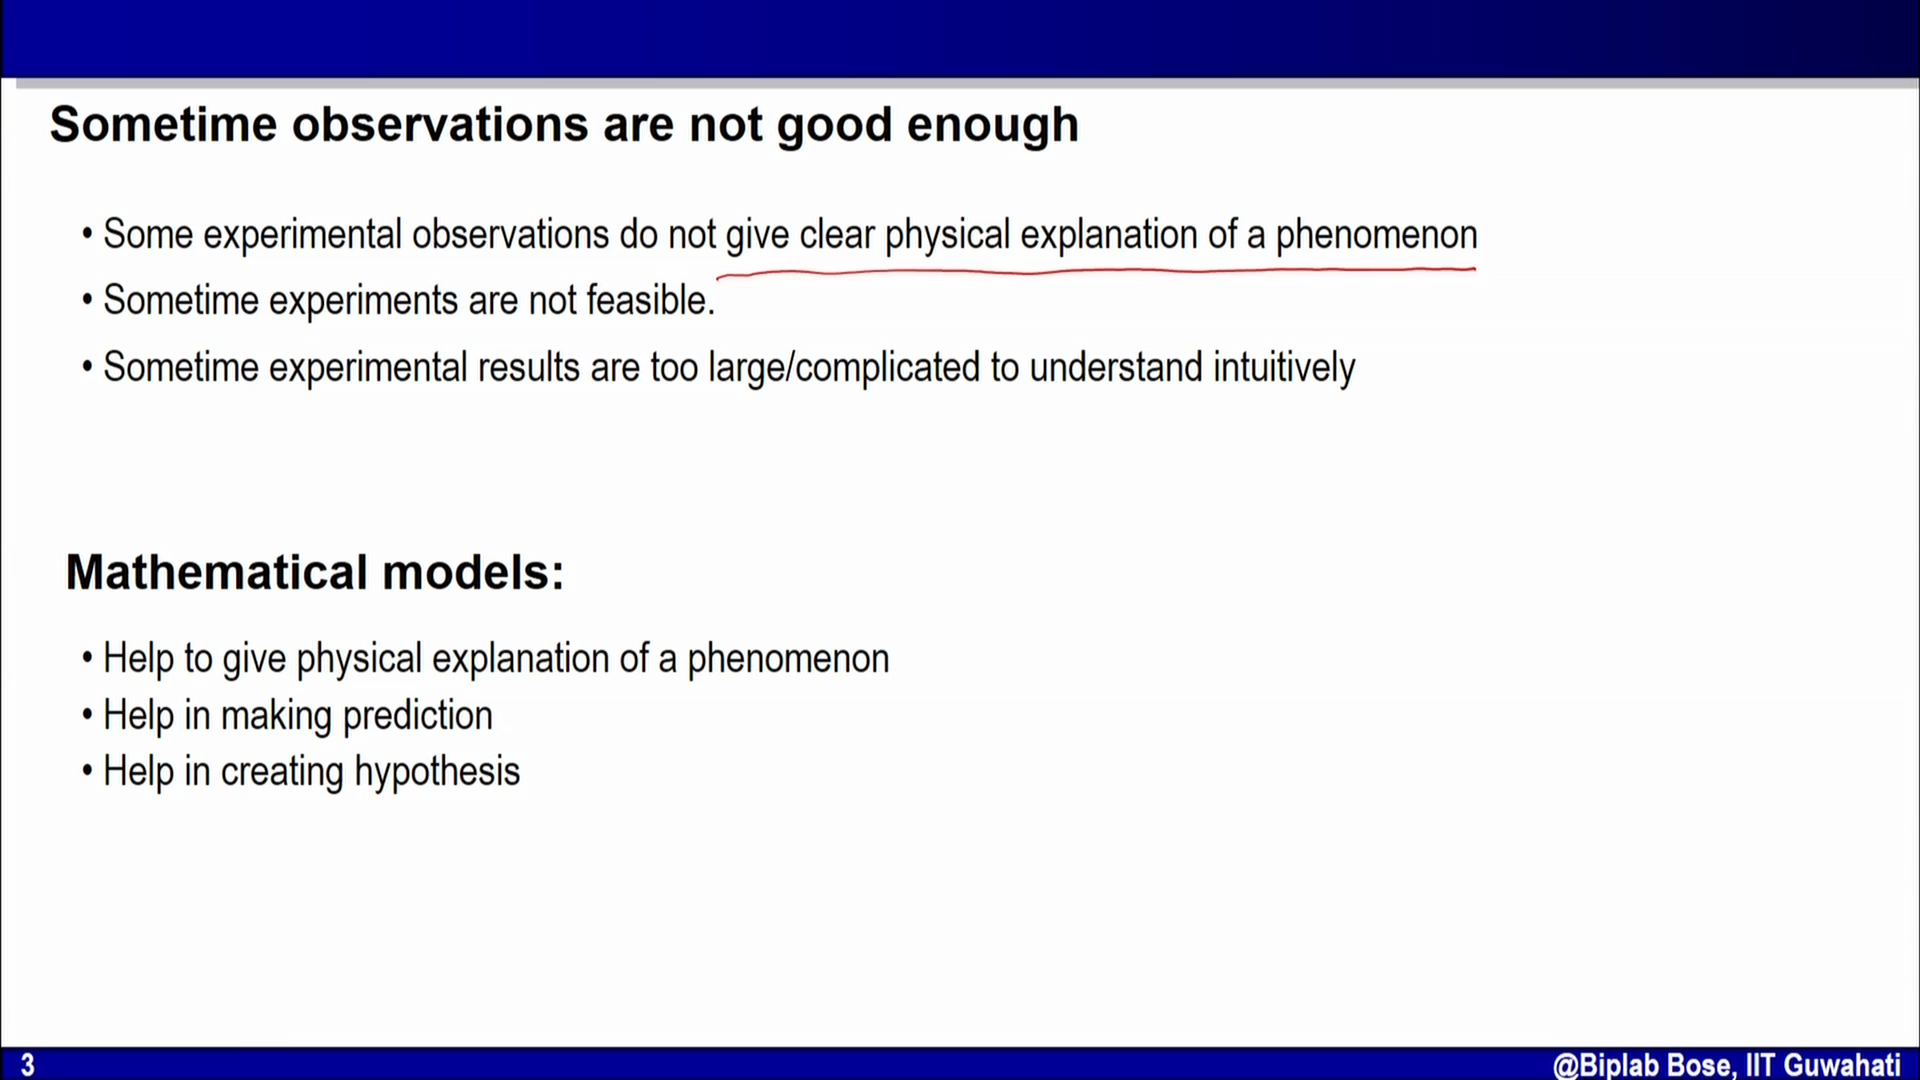 Sometime observations are not good enough
• Some experimental observations do not give clear physical explanation of a phenomenon
• Sometime experiments are not feasible.
• Sometime experimental results are too large/complicated to understand intuitively
Mathematical models:
• Help to give physical explanation of a phenomenon
• Help in making prediction
• Help in creating hypothesis
3
@Biplab Bose, IIT Guwahati